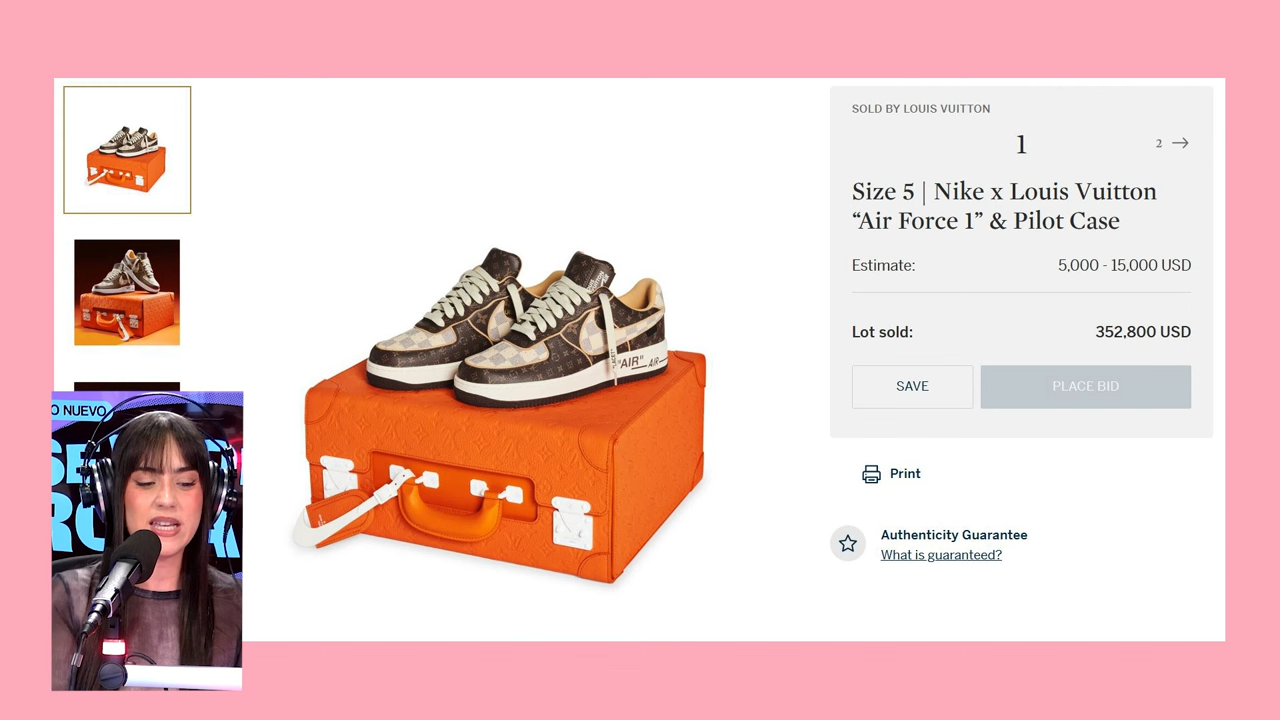 SOLD BY LOUIS VUITTON
1
2 →
Size 5 | Nike x Louis Vuitton
“Air Force 1” & Pilot Case
Estimate: 5,000 - 15,000 USD
Lot sold: 352,800 USD
SAVE
PLACE BID
Print
Authenticity Guarantee
What is guaranteed?
"AIR"
AIR
O NUEVO
SE
RO